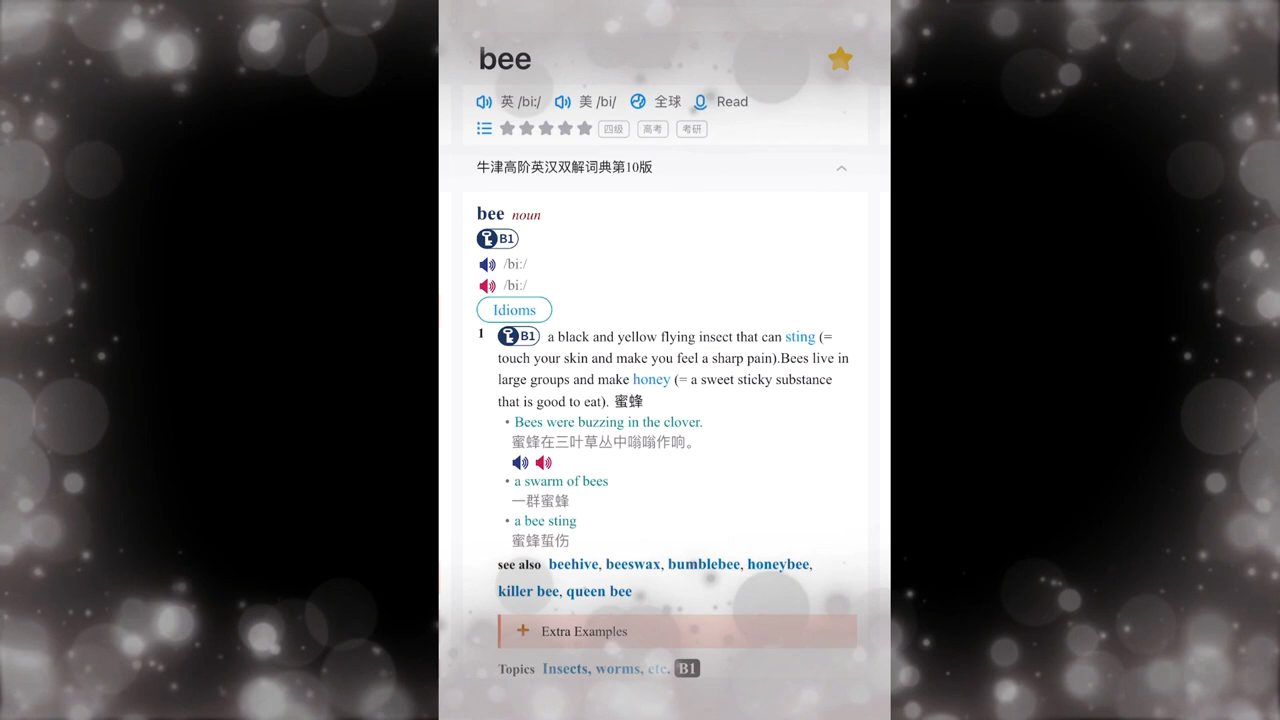 bee
英 /bi:/ 美 /bi/ 全球 Read
四级 高考 考研
牛津高阶英汉双解词典第10版
bee noun
B1
/biː/
/biː/
Idioms
1 B1 a black and yellow flying insect that can sting (=
touch your skin and make you feel a sharp pain).Bees live in
large groups and make honey (= a sweet sticky substance
that is good to eat). 蜜蜂
• Bees were buzzing in the clover.
蜜蜂在三叶草丛中嗡嗡作响。
• a swarm of bees
一群蜜蜂
• a bee sting
蜜蜂蜇伤
see also beehive, beeswax, bumblebee, honeybee,
killer bee, queen bee
+ Extra Examples
Topics Insects, worms, etc. B1